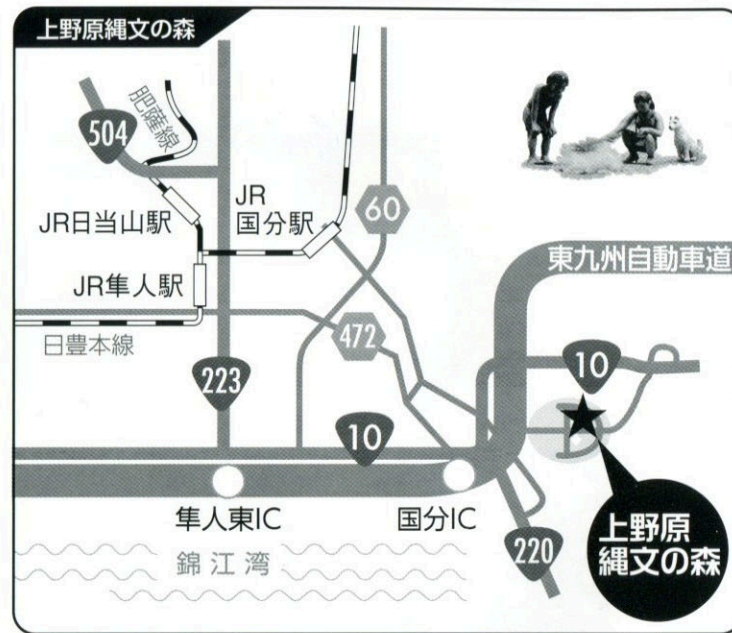 上野原縄文の森
肥薩線
504
JR日当山駅
JR
国分駅
60
東九州自動車道
JR隼人駅
日豊本線
472
223
10
10
隼人東IC
国分IC
220
上野原
縄文の森
錦江湾